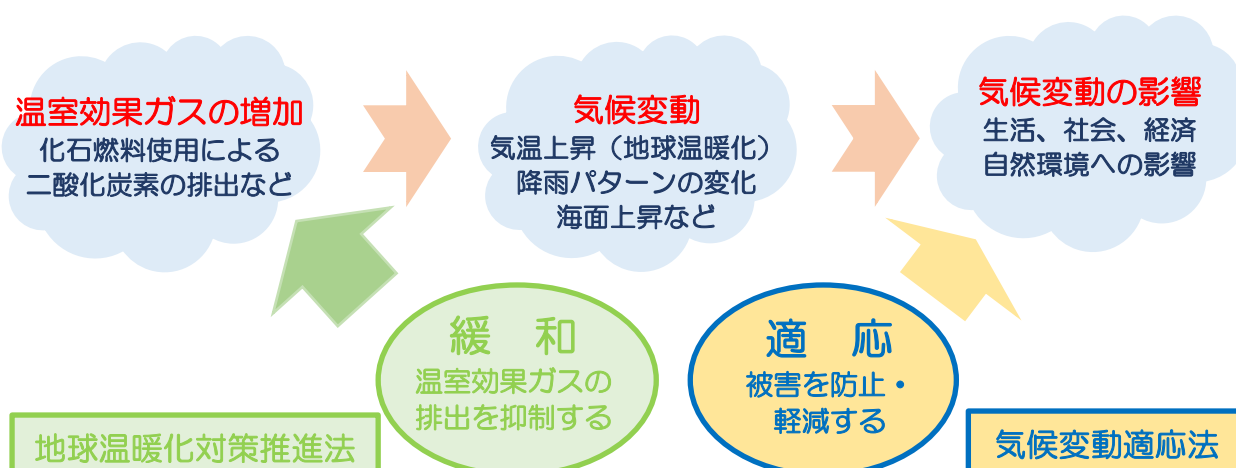 温室効果ガスの増加
化石燃料使用による
二酸化炭素の排出など
気候変動
気温上昇（地球温暖化）
降雨パターンの変化
海面上昇など
気候変動の影響
生活、社会、経済
自然環境への影響
緩　和
温室効果ガスの
排出を抑制する
適　応
被害を防止・
軽減する
地球温暖化対策推進法
気候変動適応法